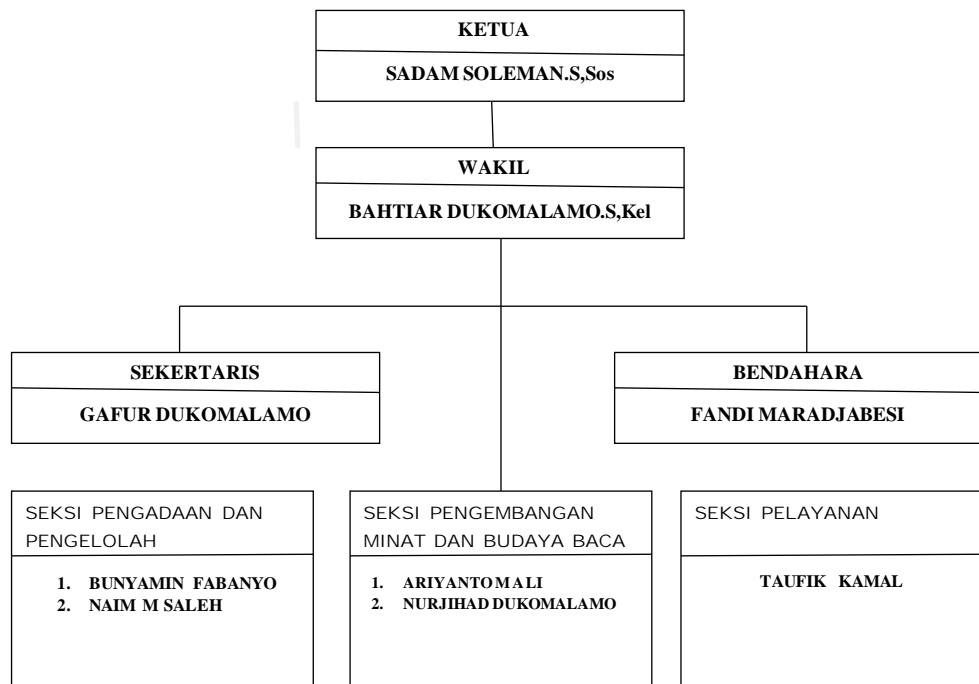 KETUA
SADAM SOLEMAN.S,Sos
WAKIL
BAHTIAR DUKOMALAMO.S,Kel
SEKERTARIS
GAFUR DUKOMALAMO
BENDAHARA
FANDI MARADJABESI
SEKSI PENGADAAN DAN
PENGELOLAH
1. BUNYAMIN FABANYO
2. NAIM M SALEH
SEKSI PENGEMBANGAN
MINAT DAN BUDAYA BACA
1. ARIYANTO M ALI
2. NURJIHAD DUKOMALAMO
SEKSI PELAYANAN
TAUFIK KAMAL